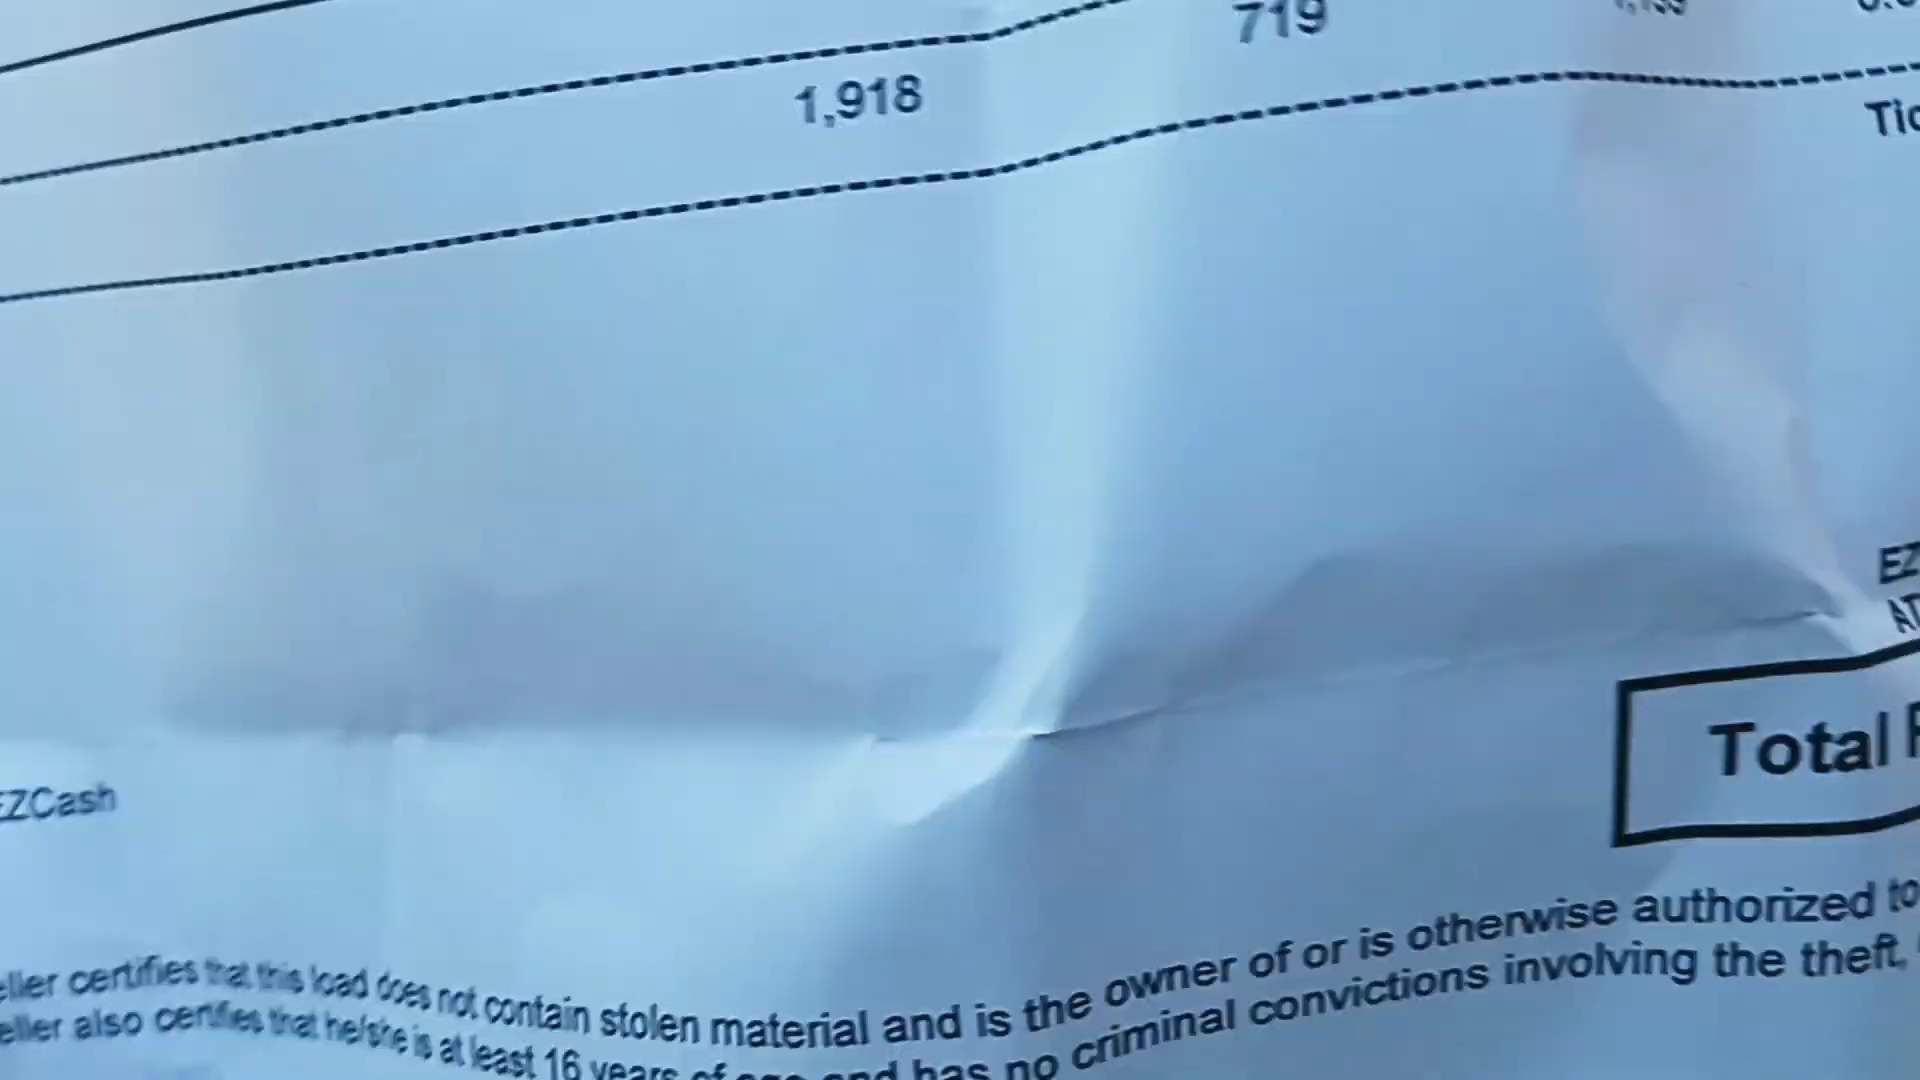 719
1,918
Tic
EZ
AT
Total
EZCash
eller certifies that this load does not contain stolen material and is the owner of or is otherwise authorized to
eller also certifies that he/she is at least 16 years of age and has no criminal convictions involving the theft,